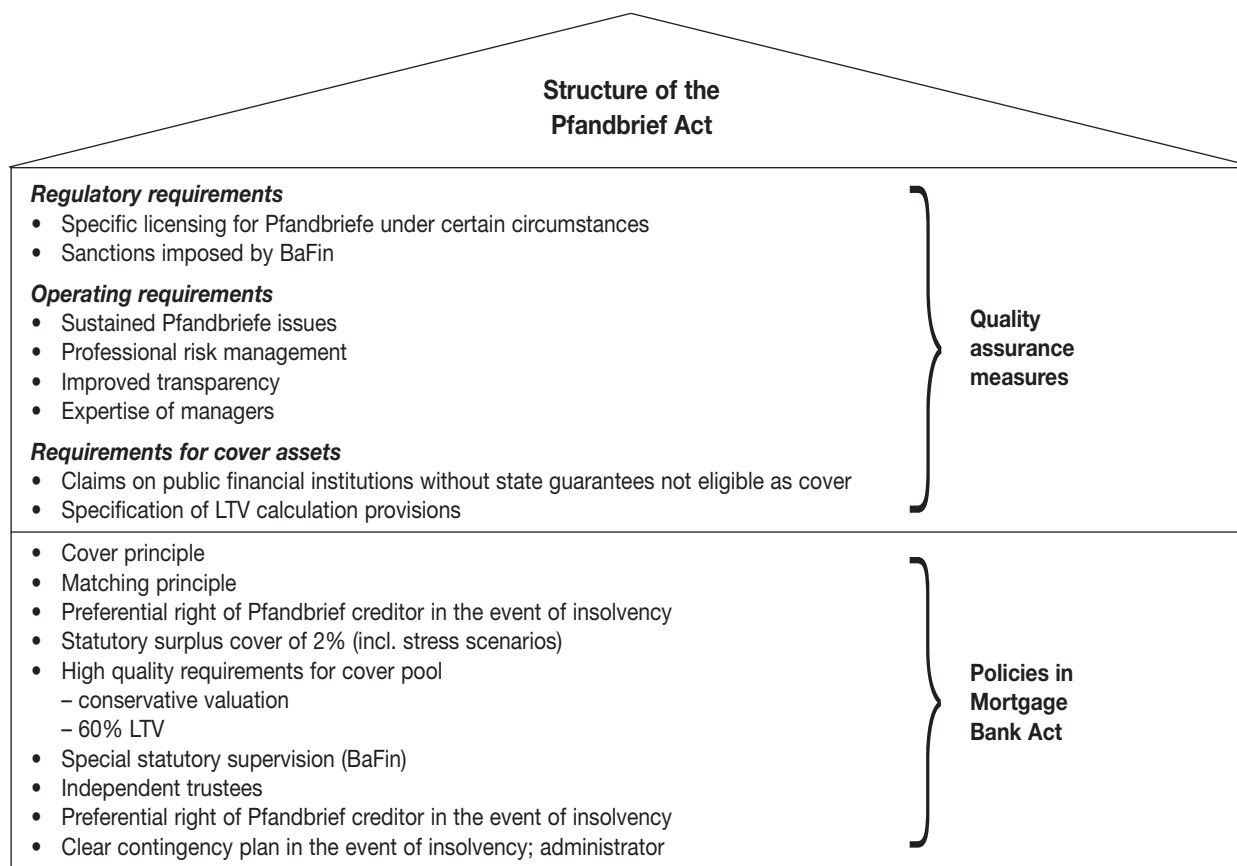 Structure of the
Pfandbrief Act
Regulatory requirements
• Specific licensing for Pfandbriefe under certain circumstances
• Sanctions imposed by BaFin
Operating requirements
• Sustained Pfandbriefe issues
• Professional risk management
• Improved transparency
• Expertise of managers
Requirements for cover assets
• Claims on public financial institutions without state guarantees not eligible as cover
• Specification of LTV calculation provisions
Quality
assurance
measures
• Cover principle
• Matching principle
• Preferential right of Pfandbrief creditor in the event of insolvency
• Statutory surplus cover of 2% (incl. stress scenarios)
• High quality requirements for cover pool
– conservative valuation
– 60% LTV
• Special statutory supervision (BaFin)
• Independent trustees
• Preferential right of Pfandbrief creditor in the event of insolvency
• Clear contingency plan in the event of insolvency; administrator
Policies in
Mortgage
Bank Act